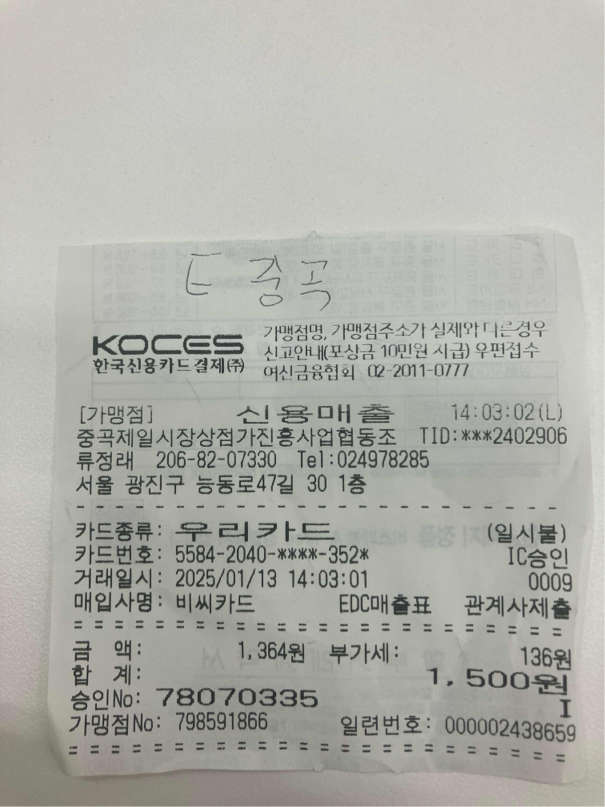 E 중곡
KOCES
한국신용카드결제(주)
가맹점명, 가맹점주소가 실제와 다른경우
신고안내(포상금 10만원 지급) 우편접수
여신금융협회 02-2011-0777
[가맹점] 신용매출 14:03:02(L)
중곡제일시장상점가진흥사업협동조 TID:***2402906
류정래 206-82-07330 Tel:024978285
서울 광진구 능동로47길 30 1층
카드종류: 우리카드 (일시불)
카드번호: 5584-2040-****-352* IC승인
거래일시: 2025/01/13 14:03:01 0009
매입사명: 비씨카드 EDC매출표 관계사제출
금 액: 1,364원 부가세: 136원
합 계: 1,500원
승인No: 78070335 I
가맹점No: 798591866 일련번호: 000002438659